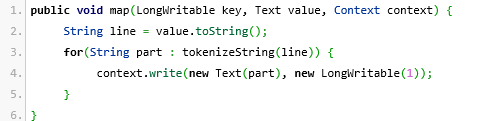 1. public void map(LongWritable key, Text value, Context context) {
2.     String line = value.toString();
3.     for(String part : tokenizeString(line)) {
4.         context.write(new Text(part), new LongWritable(1));
5.     }
6. }